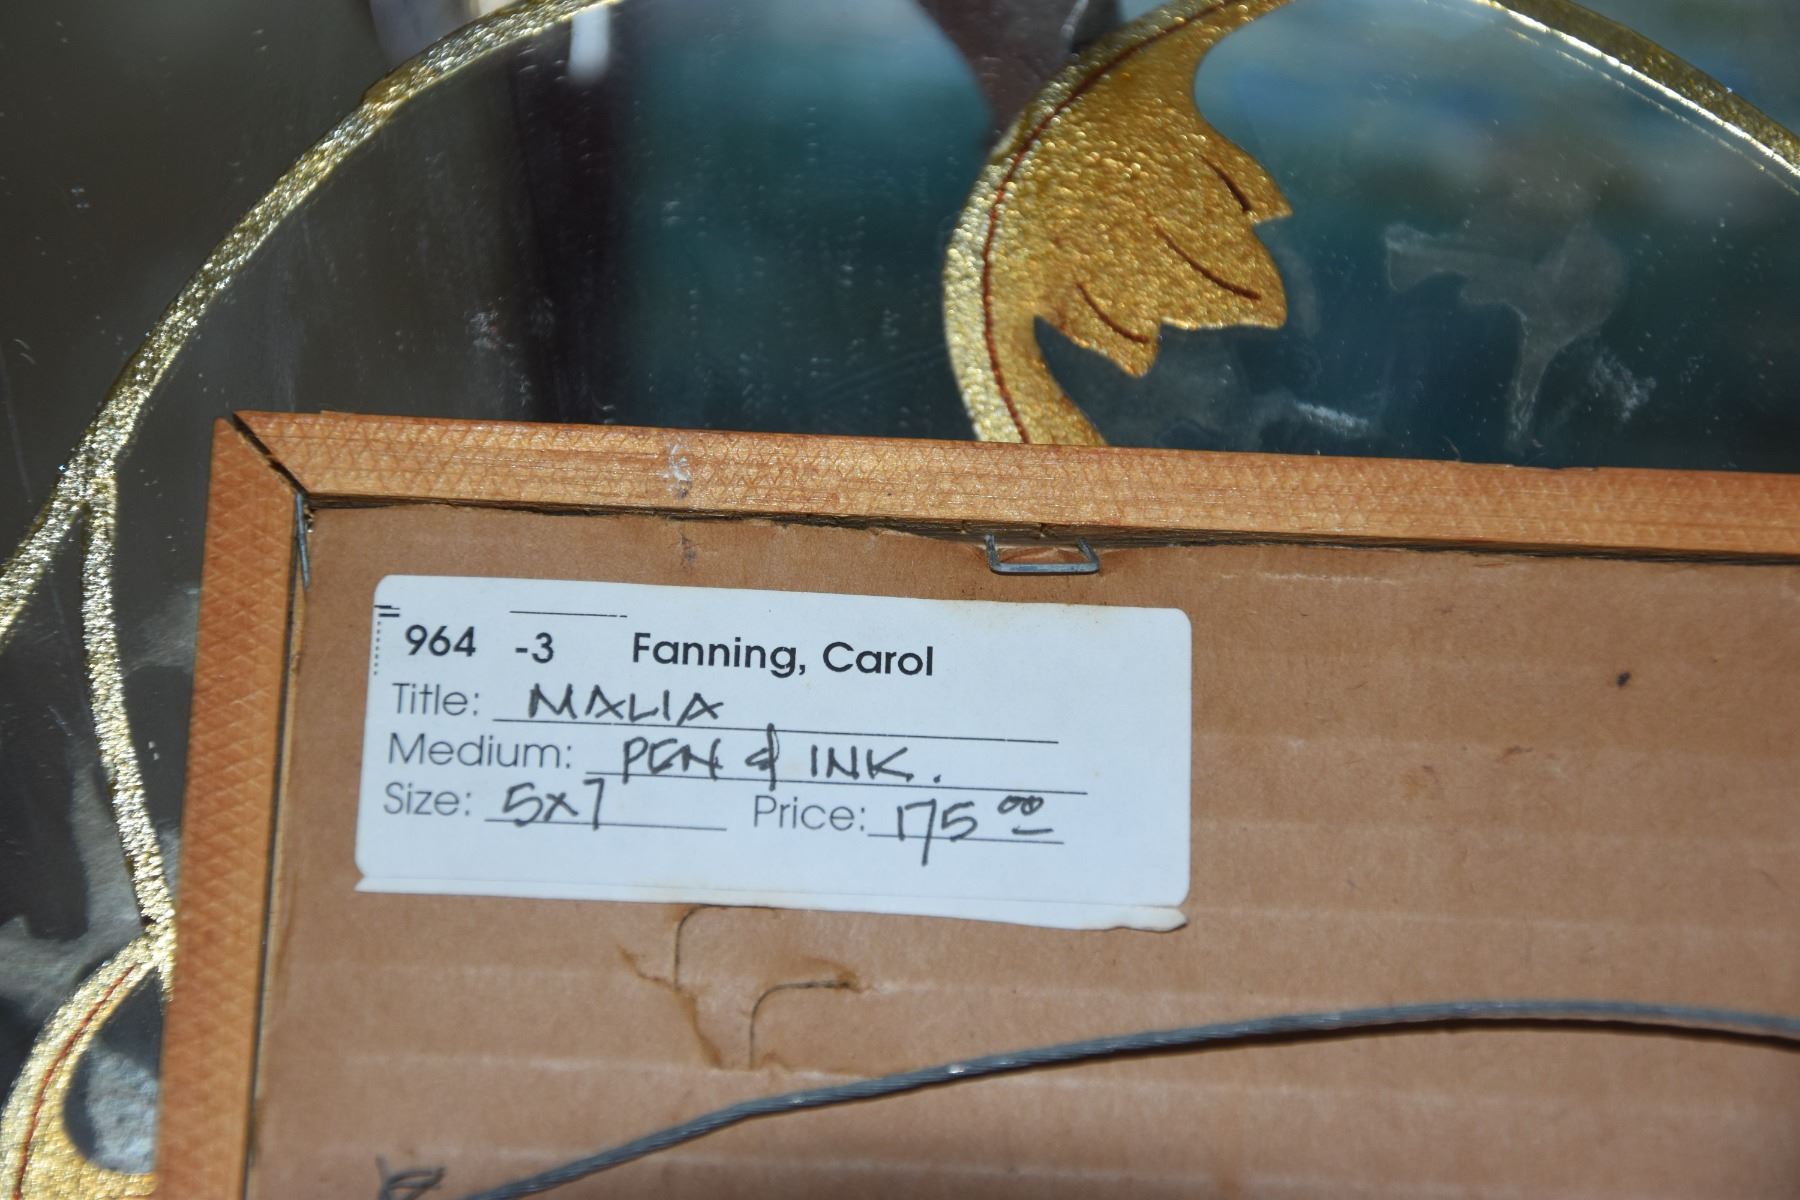 964 -3 Fanning, Carol
Title: MALIA
Medium: PEN & INK.
Size: 5x7 Price: 175.00